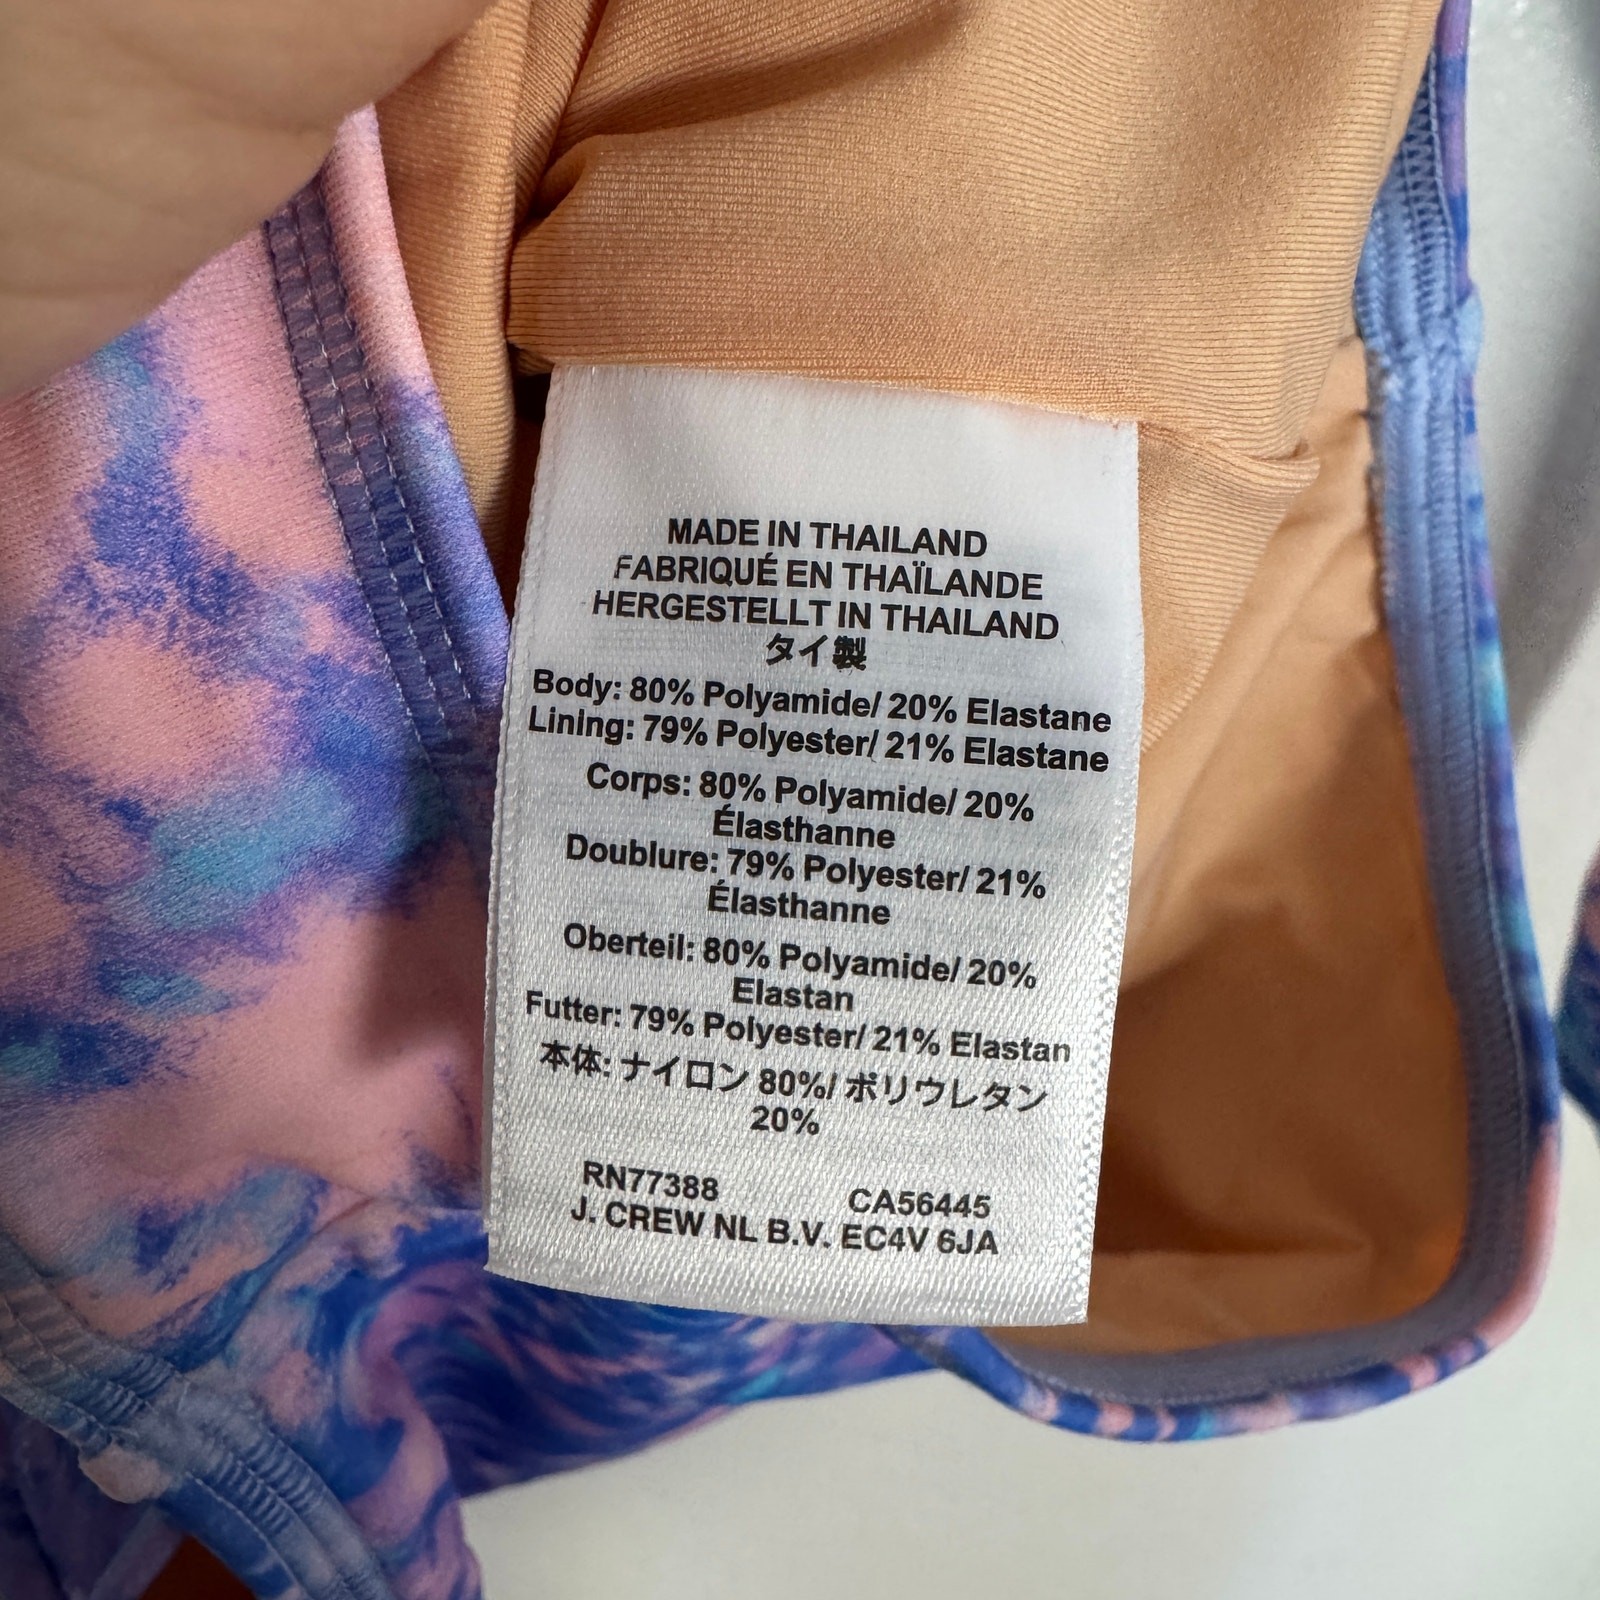 MADE IN THAILAND
FABRIQUÉ EN THAÏLANDE
HERGESTELLT IN THAILAND
タイ製
Body: 80% Polyamide/ 20% Elastane
Lining: 79% Polyester/ 21% Elastane
Corps: 80% Polyamide/ 20%
Élasthanne
Doublure: 79% Polyester/ 21%
Élasthanne
Oberteil: 80% Polyamide/ 20%
Elastan
Futter: 79% Polyester/ 21% Elastan
本体: ナイロン 80%/ ポリウレタン
20%
RN77388 CA56445
J. CREW NL B.V. EC4V 6JA